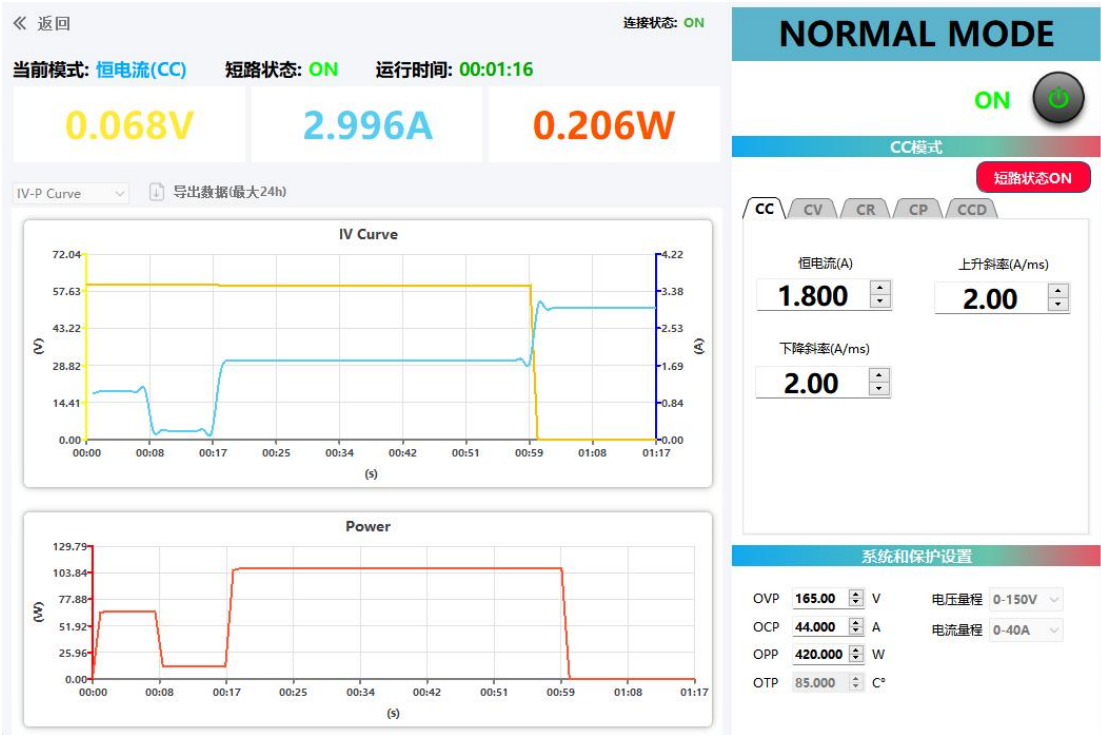 《 返回
连接状态: ON
当前模式: 恒电流(CC) 短路状态: ON 运行时间: 00:01:16
0.068V 2.996A 0.206W
IV-P Curve 导出数据(最大24h)
IV Curve
72.04
57.63
43.22
28.82
14.41
0.00
(V)
4.22
3.38
2.53
1.69
0.84
0.00
(A)
00:00 00:08 00:17 00:25 00:34 00:42 00:51 00:59 01:08 01:17
(s)
Power
129.79
103.84
77.88
51.92
25.96
0.00
(W)
00:00 00:08 00:17 00:25 00:34 00:42 00:51 00:59 01:08 01:17
(s)
NORMAL MODE
ON
CC模式
短路状态ON
CC CV CR CP CCD
恒电流(A) 上升斜率(A/ms)
1.800 2.00
下降斜率(A/ms)
2.00
系统和保护设置
OVP 165.00 V 电压量程 0-150V
OCP 44.000 A 电流量程 0-40A
OPP 420.000 W
OTP 85.000 C°